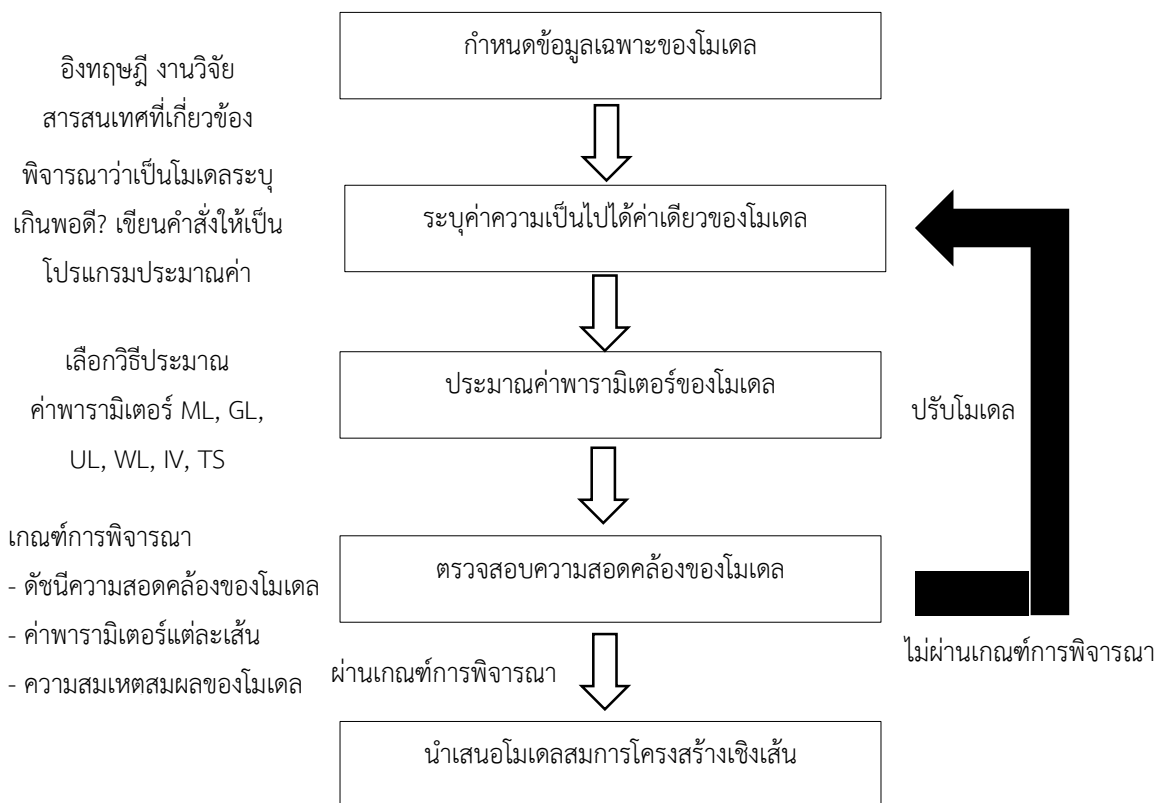 กำหนดข้อมูลเฉพาะของโมเดล
อิงทฤษฎี งานวิจัย
สารสนเทศที่เกี่ยวข้อง
พิจารณาว่าเป็นโมเดลระบุ
เกินพอดี? เขียนคำสั่งให้เป็น
โปรแกรมประมาณค่า
ระบุค่าความเป็นไปได้ค่าเดียวของโมเดล
เลือกวิธีประมาณ
ค่าพารามิเตอร์ ML, GL,
UL, WL, IV, TS
ประมาณค่าพารามิเตอร์ของโมเดล
ปรับโมเดล
เกณฑ์การพิจารณา
- ดัชนีความสอดคล้องของโมเดล
- ค่าพารามิเตอร์แต่ละเส้น
- ความสมเหตสมผลของโมเดล
ตรวจสอบความสอดคล้องของโมเดล
ไม่ผ่านเกณฑ์การพิจารณา
ผ่านเกณฑ์การพิจารณา
นำเสนอโมเดลสมการโครงสร้างเชิงเส้น